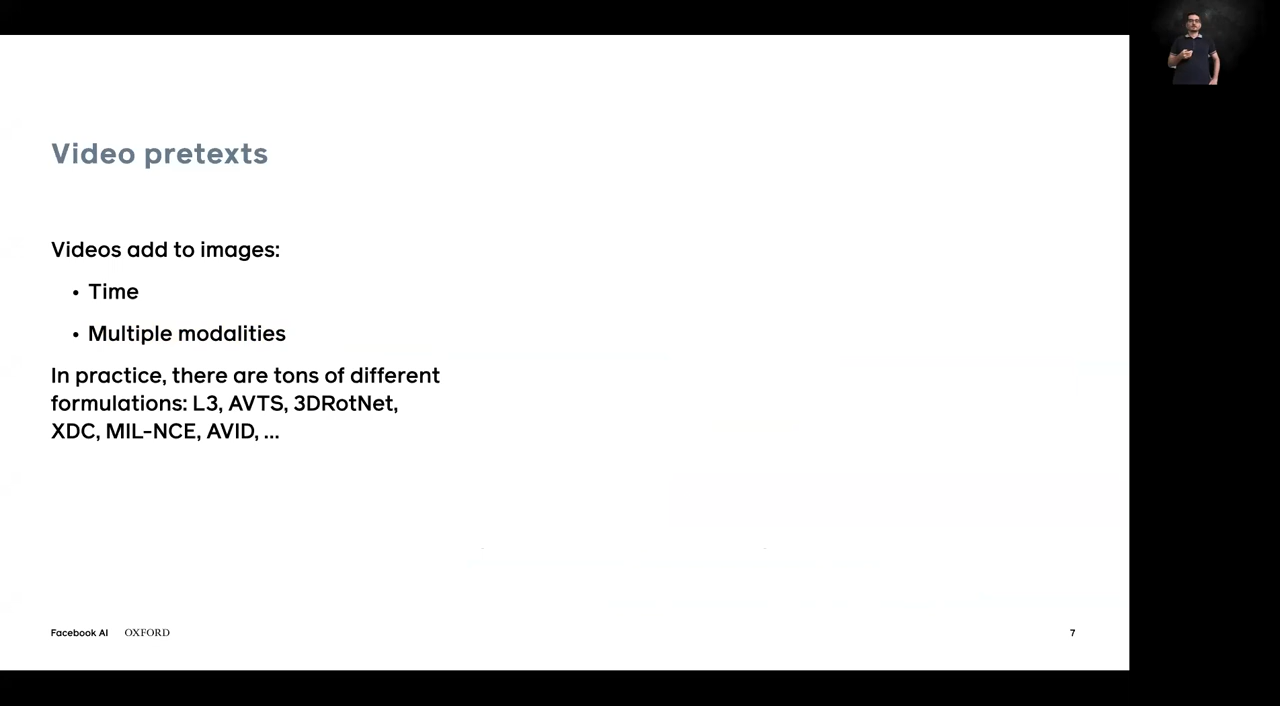 Video pretexts
Videos add to images:
• Time
• Multiple modalities
In practice, there are tons of different
formulations: L3, AVTS, 3DRotNet,
XDC, MIL-NCE, AVID, ...
Facebook AI OXFORD 7